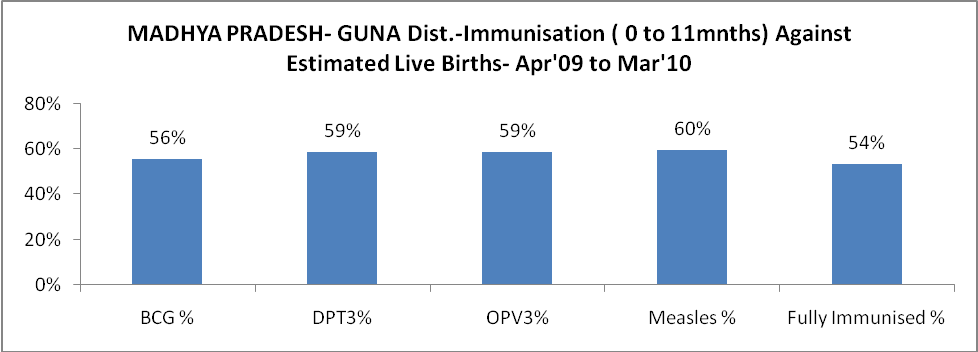 MADHYA PRADESH- GUNA Dist.-Immunisation ( 0 to 11mnths) Against
Estimated Live Births- Apr'09 to Mar'10
80%
60%
40%
20%
0%
56%
59%
59%
60%
54%
BCG %
DPT3%
OPV3%
Measles %
Fully Immunised %